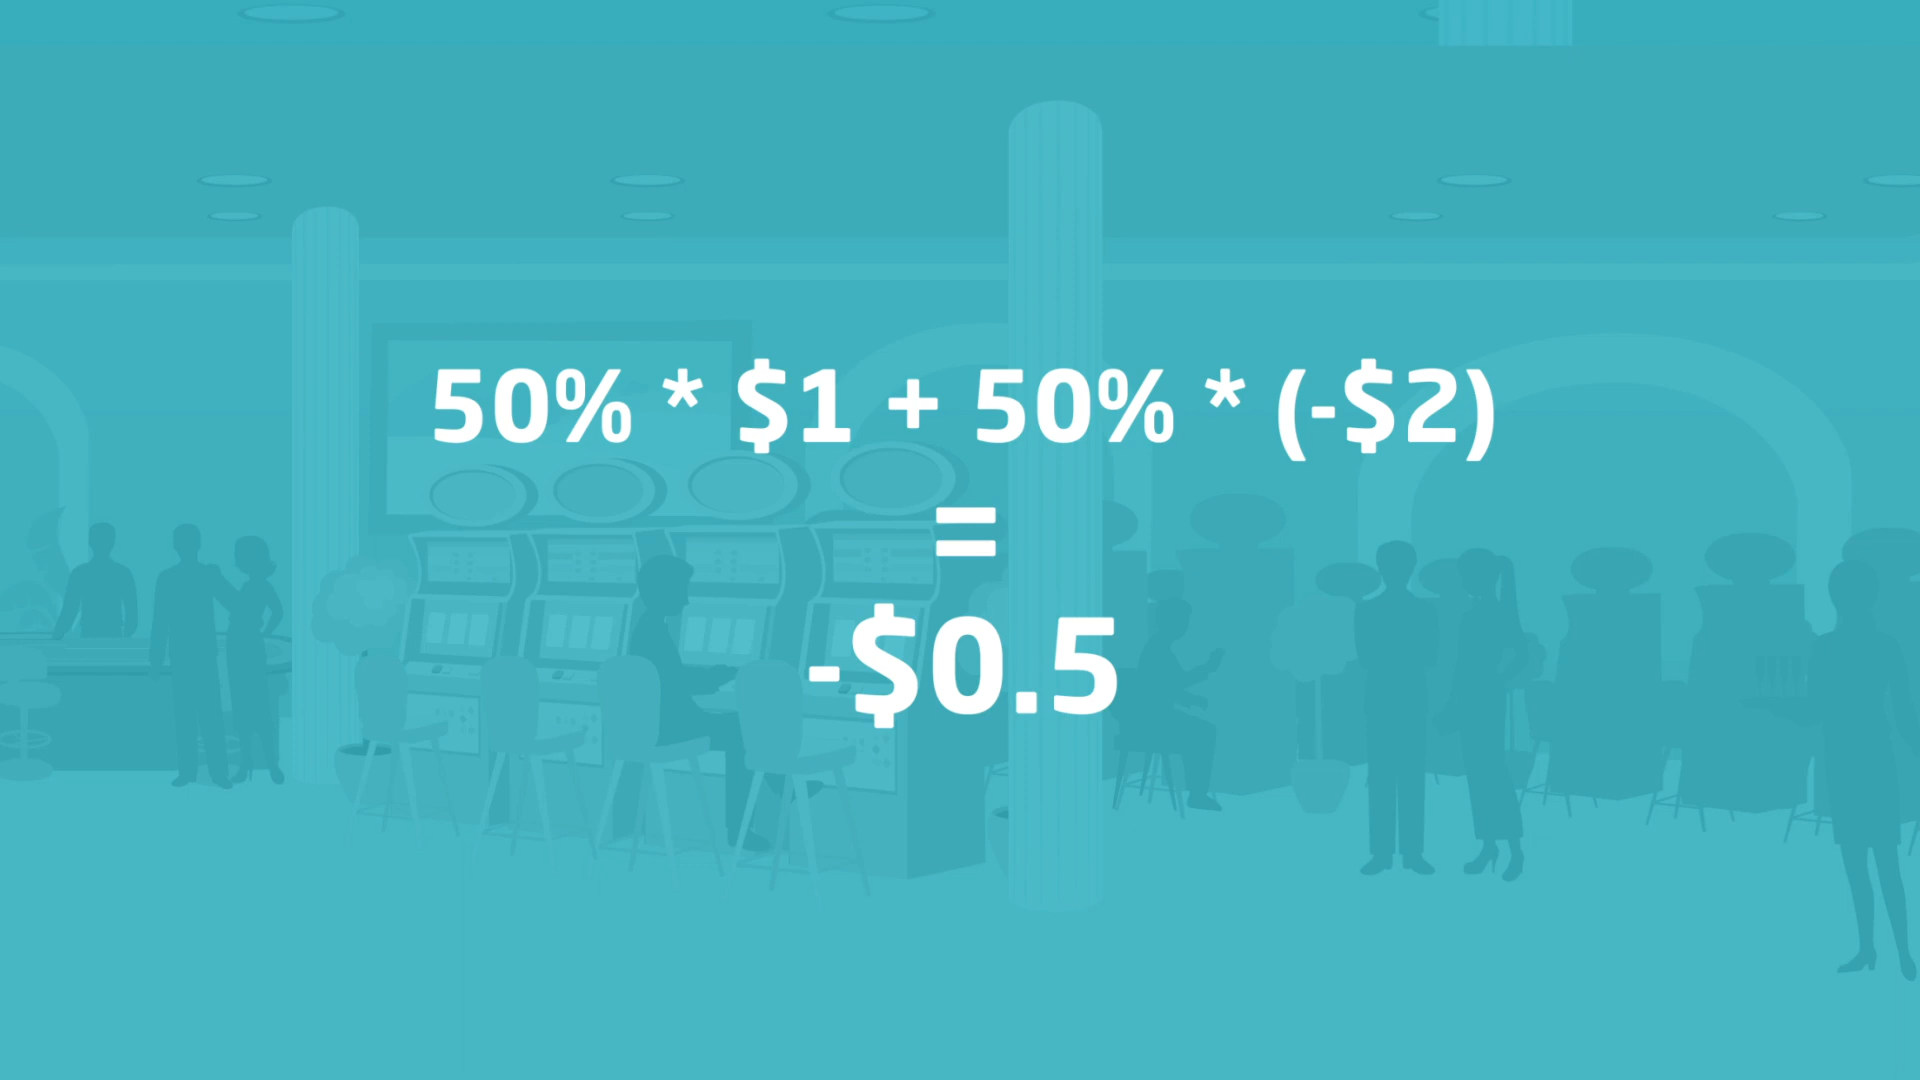 50% * $1 + 50% * (-$2)
=
-$0.5